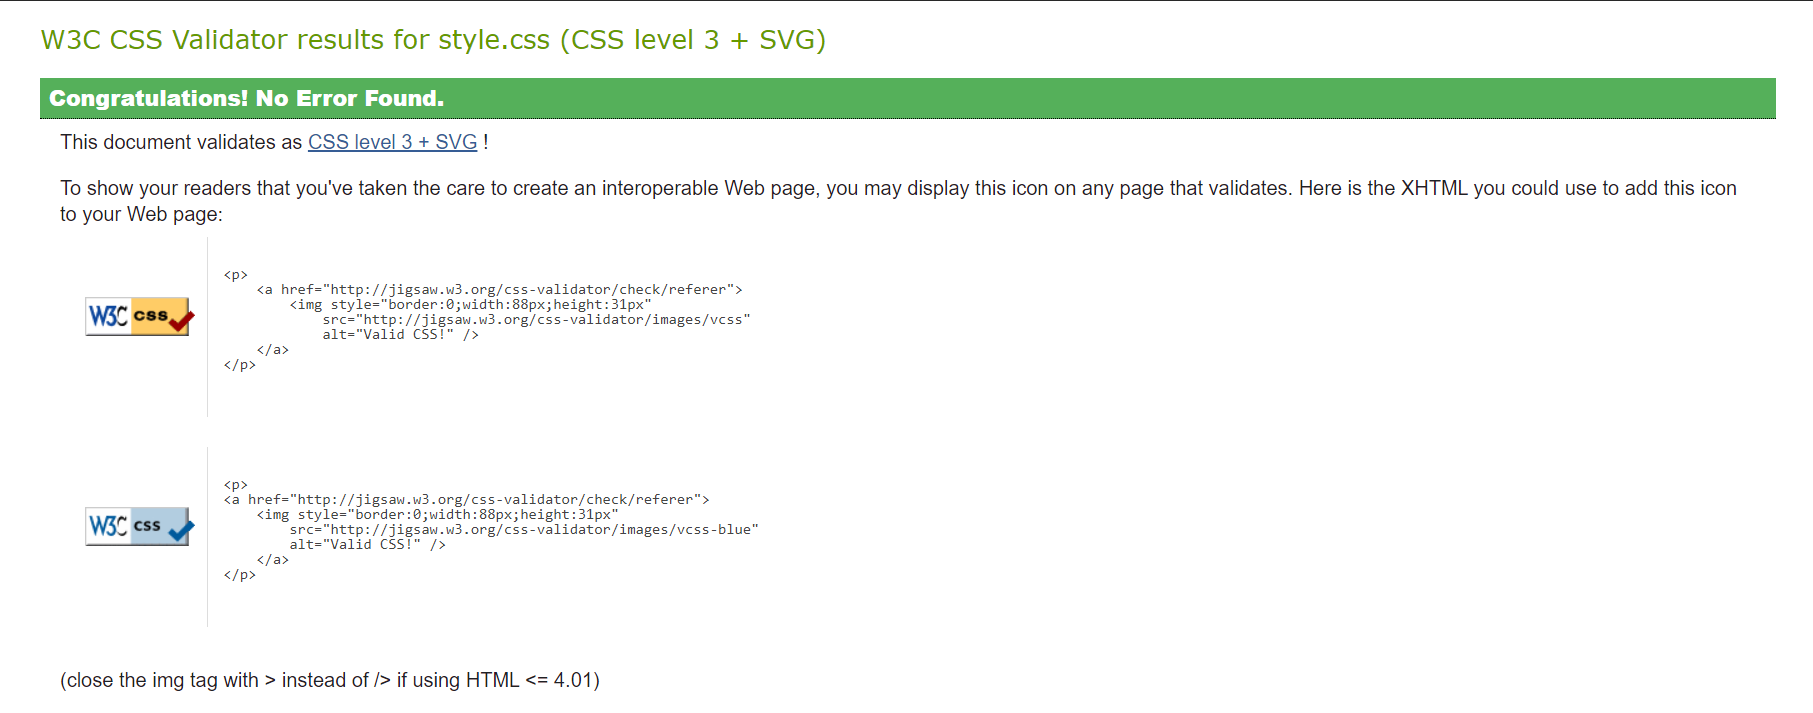 W3C CSS Validator results for style.css (CSS level 3 + SVG)
Congratulations! No Error Found.
This document validates as CSS level 3 + SVG !
To show your readers that you've taken the care to create an interoperable Web page, you may display this icon on any page that validates. Here is the XHTML you could use to add this icon
to your Web page:
W3C css
<p>
    <a href="http://jigsaw.w3.org/css-validator/check/referer">
        <img style="border:0;width:88px;height:31px"
            src="http://jigsaw.w3.org/css-validator/images/vcss"
            alt="Valid CSS!" />
    </a>
</p>
W3C css
<p>
<a href="http://jigsaw.w3.org/css-validator/check/referer">
    <img style="border:0;width:88px;height:31px"
        src="http://jigsaw.w3.org/css-validator/images/vcss-blue"
        alt="Valid CSS!" />
    </a>
</p>
(close the img tag with > instead of /> if using HTML <= 4.01)